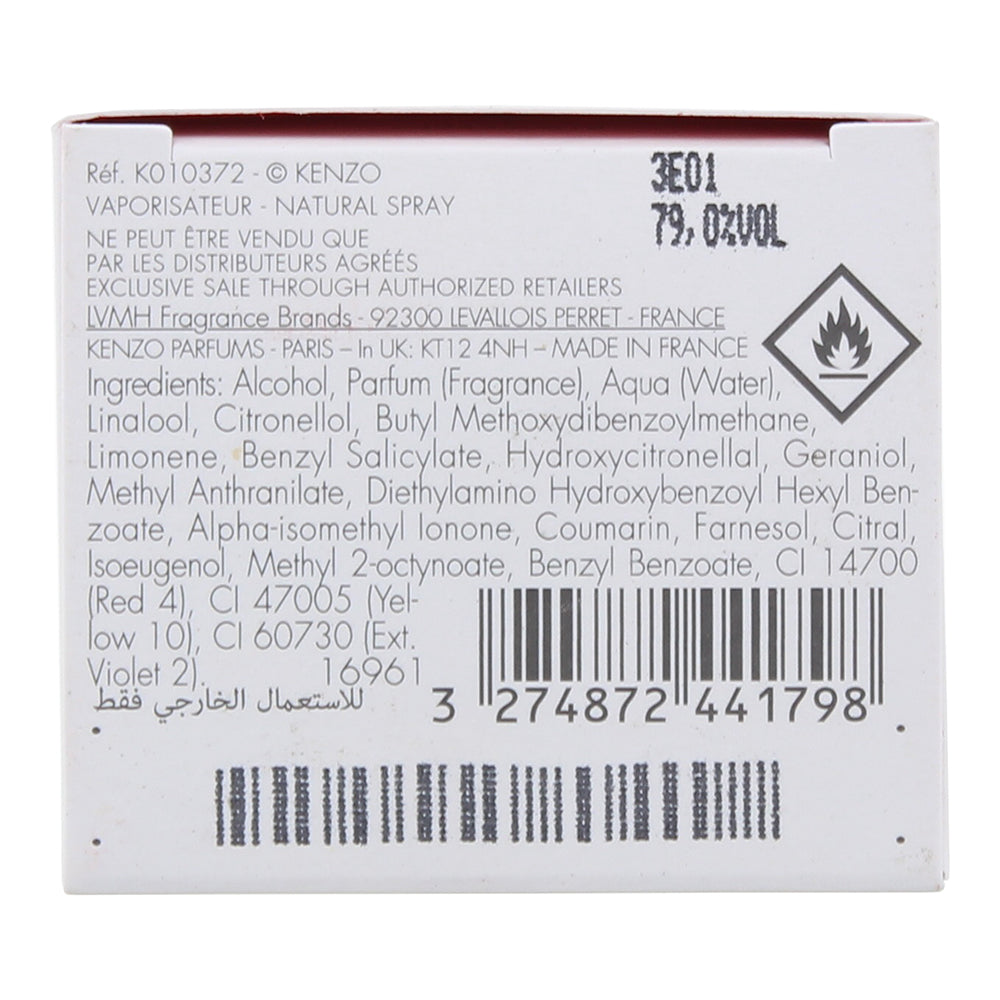 Réf. K010372 - © KENZO
VAPORISATEUR - NATURAL SPRAY
NE PEUT ÊTRE VENDU QUE
PAR LES DISTRIBUTEURS AGRÉÉS
EXCLUSIVE SALE THROUGH AUTHORIZED RETAILERS
LVMH Fragrance Brands - 92300 LEVALLOIS PERRET - FRANCE
KENZO PARFUMS - PARIS – In UK: KT12 4NH – MADE IN FRANCE
3E01
79,0%VOL
Ingredients: Alcohol, Parfum (Fragrance), Aqua (Water),
Linalool, Citronellol, Butyl Methoxydibenzoylmethane,
Limonene, Benzyl Salicylate, Hydroxycitronellal, Geraniol,
Methyl Anthranilate, Diethylamino Hydroxybenzoyl Hexyl Ben-
zoate, Alpha-isomethyl Ionone, Coumarin, Farnesol, Citral,
Isoeugenol, Methyl 2-octynoate, Benzyl Benzoate, CI 14700
(Red 4), CI 47005 (Yel-
low 10), CI 60730 (Ext.
Violet 2). 16961
للاستعمال الخارجي فقط
3 274872 441798